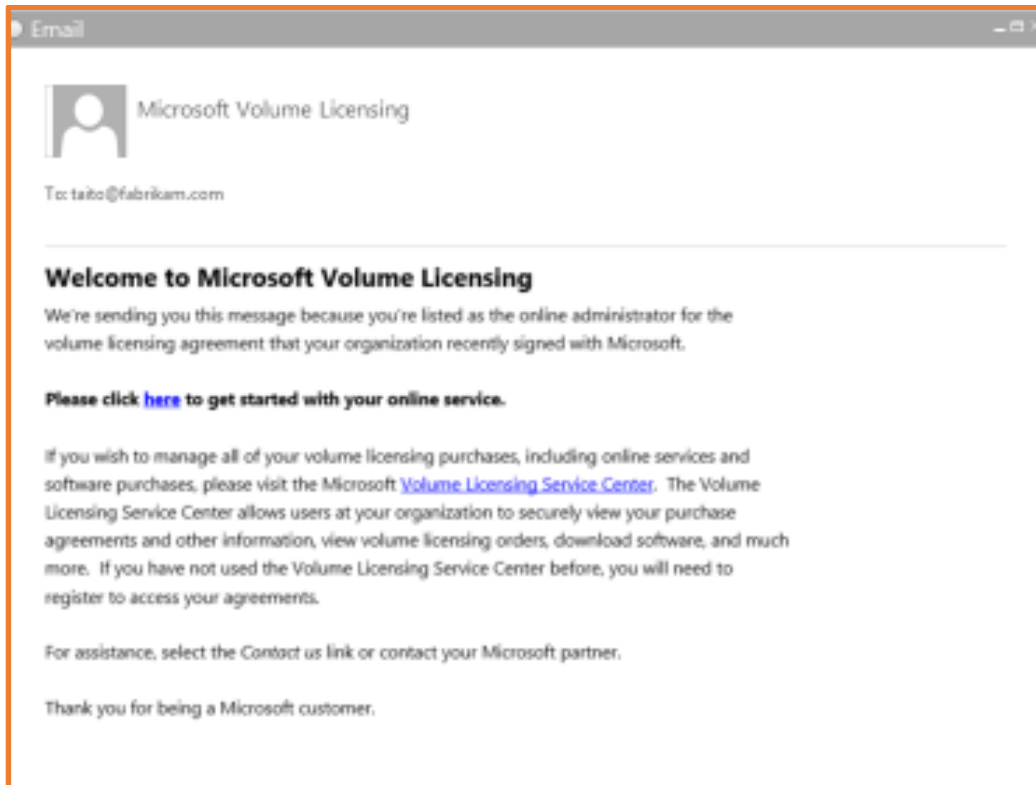 Email
Microsoft Volume Licensing
To: taito@fabrikam.com
Welcome to Microsoft Volume Licensing
We're sending you this message because you're listed as the online administrator for the
volume licensing agreement that your organization recently signed with Microsoft.
Please click here to get started with your online service.
If you wish to manage all of your volume licensing purchases, including online services and
software purchases, please visit the Microsoft Volume Licensing Service Center.  The Volume
Licensing Service Center allows users at your organization to securely view your purchase
agreements and other information, view volume licensing orders, download software, and much
more.  If you have not used the Volume Licensing Service Center before, you will need to
register to access your agreements.
For assistance, select the Contact us link or contact your Microsoft partner.
Thank you for being a Microsoft customer.